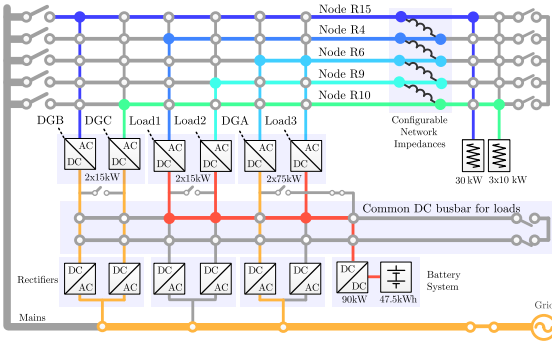 Node R15
Node R4
Node R6
Node R9
Node R10
DGB
DGC
Load1
Load2
DGA
Load3
Configurable
Network
Impedances
AC
DC
AC
DC
AC
DC
AC
DC
AC
DC
AC
DC
2x15kW
2x15kW
2x75kW
30 kW
3x10 kW
Common DC busbar for loads
Rectifiers
DC
AC
DC
AC
DC
AC
DC
AC
DC
AC
DC
AC
DC
DC
90kW
47.5kWh
Battery
System
Mains